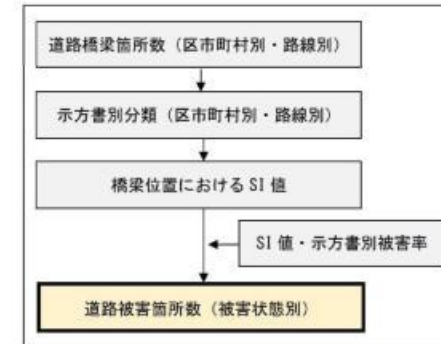 道路橋梁箇所数（区市町村別・路線別）
示方書別分類（区市町村別・路線別）
橋梁位置におけるSI 値
SI 値・示方書別被害率
道路被害箇所数（被害状態別）